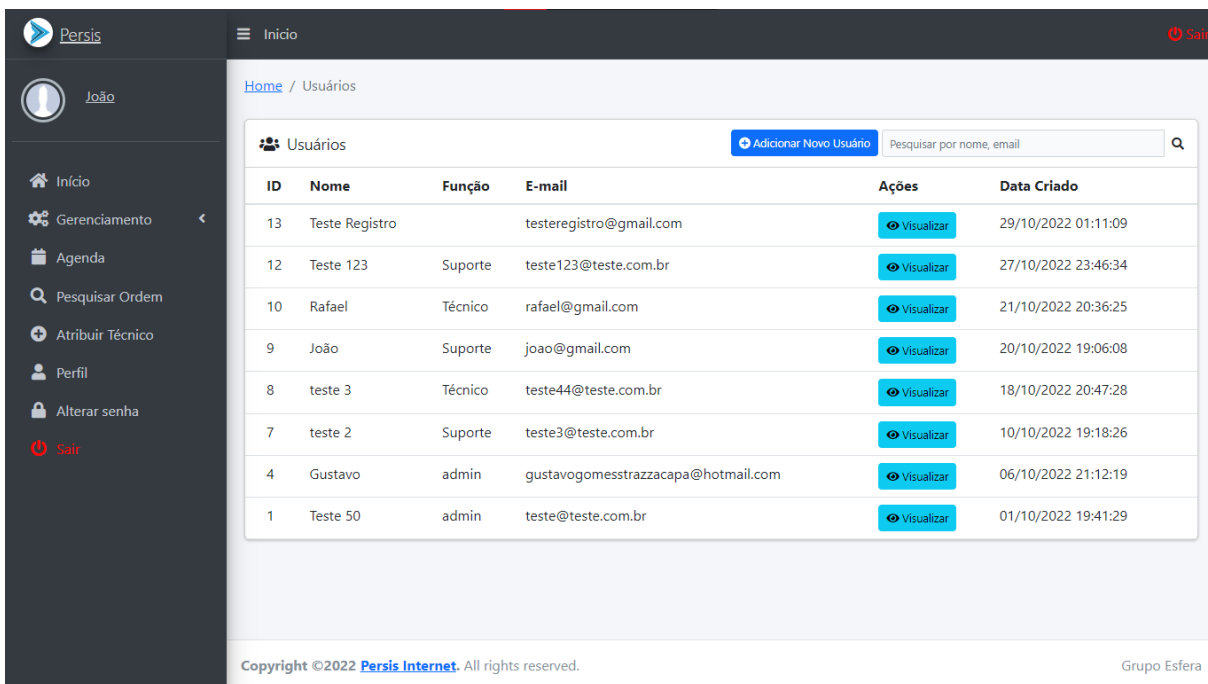 Persis
Inicio
Sair
João
Início
Gerenciamento
Agenda
Pesquisar Ordem
Atribuir Técnico
Perfil
Alterar senha
Sair
Home / Usuários
Usuários Adicionar Novo Usuário Pesquisar por nome, email
ID Nome Função E-mail Ações Data Criado
13 Teste Registro testeregistro@gmail.com Visualizar 29/10/2022 01:11:09
12 Teste 123 Suporte teste123@teste.com.br Visualizar 27/10/2022 23:46:34
10 Rafael Técnico rafael@gmail.com Visualizar 21/10/2022 20:36:25
9 João Suporte joao@gmail.com Visualizar 20/10/2022 19:06:08
8 teste 3 Técnico teste44@teste.com.br Visualizar 18/10/2022 20:47:28
7 teste 2 Suporte teste3@teste.com.br Visualizar 10/10/2022 19:18:26
4 Gustavo admin gustavogomesstrazzacapa@hotmail.com Visualizar 06/10/2022 21:12:19
1 Teste 50 admin teste@teste.com.br Visualizar 01/10/2022 19:41:29
Copyright ©2022 Persis Internet. All rights reserved. Grupo Esfera